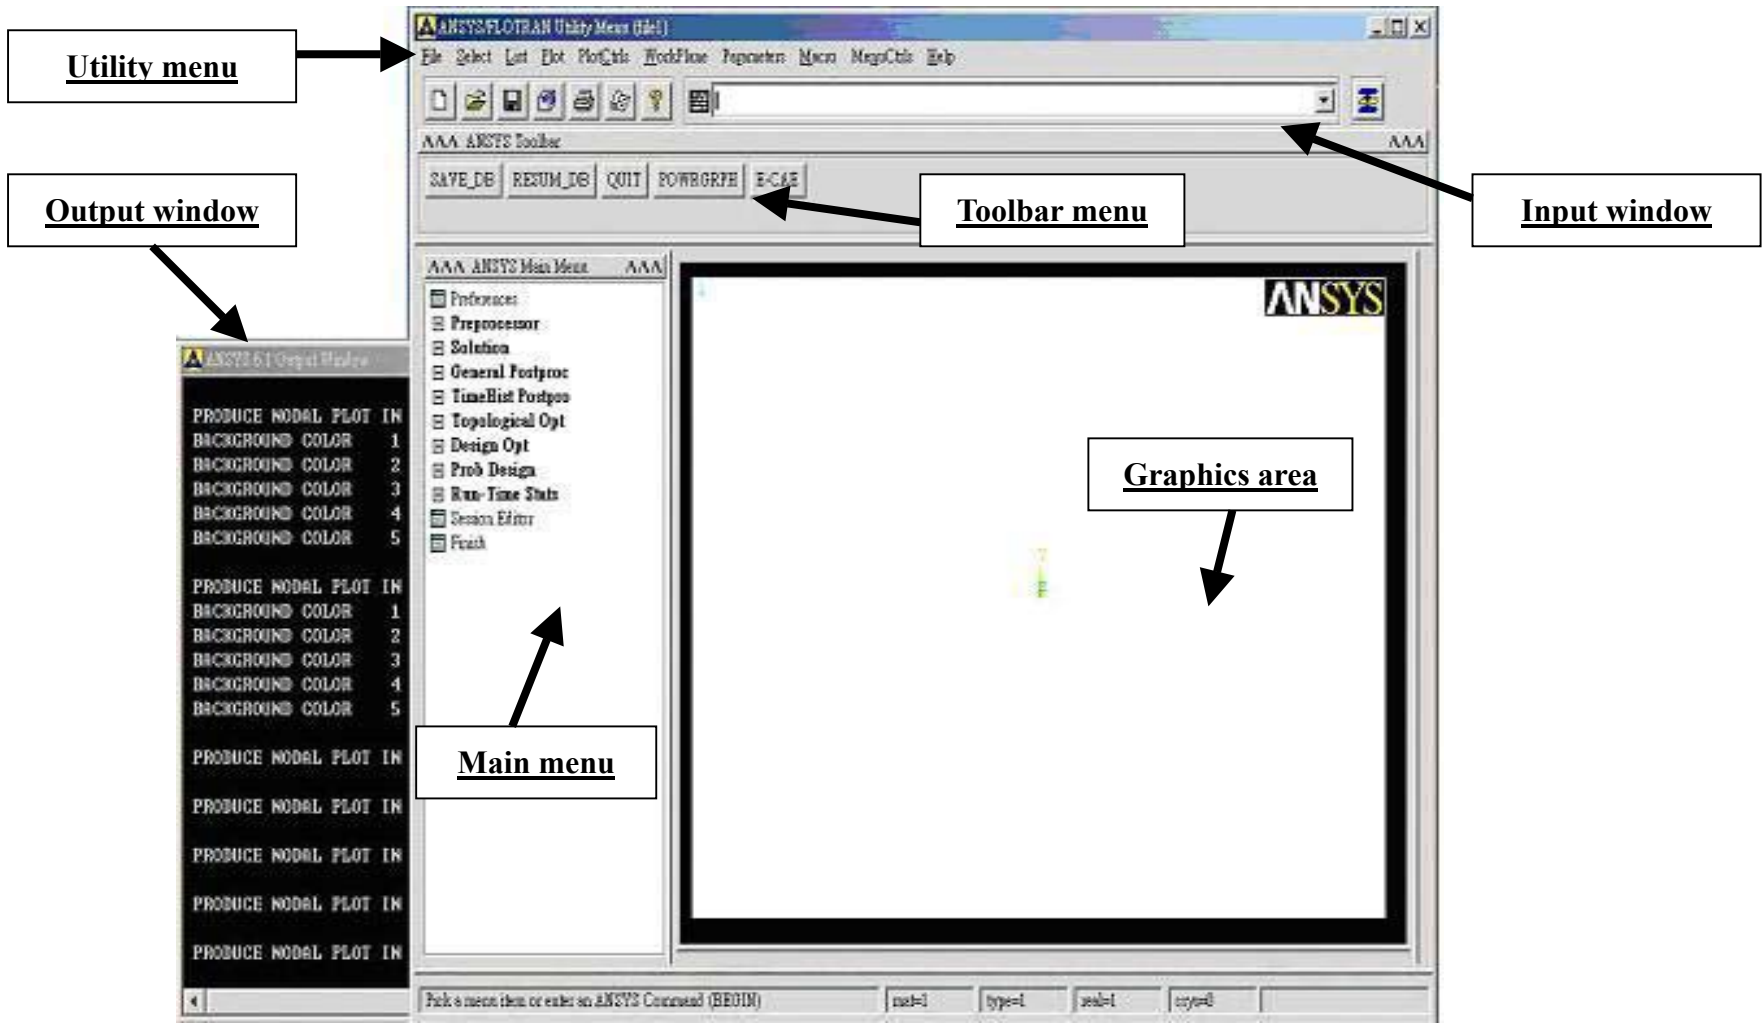 ANSYS/FLOTRAN Utility Menu (file1)
File Select List Plot PlotCtrls WorkPlane Parameters Macro MenuCtrls Help
Utility menu
ANSYS Toolbar
SAVE_DB RESUM_DB QUIT POWRGRPH E-CAE
Output window
Toolbar menu
Input window
ANSYS Main Menu
ANSYS
Preferences
Preprocessor
Solution
General Postproc
TimeHist Postpro
Topological Opt
Design Opt
Prob Design
Run-Time Stats
Session Editor
Finish
Graphics area
Main menu
ANSYS 6.1 Output Window
PRODUCE NODAL PLOT IN
BACKGROUND COLOR 1
BACKGROUND COLOR 2
BACKGROUND COLOR 3
BACKGROUND COLOR 4
BACKGROUND COLOR 5
PRODUCE NODAL PLOT IN
BACKGROUND COLOR 1
BACKGROUND COLOR 2
BACKGROUND COLOR 3
BACKGROUND COLOR 4
BACKGROUND COLOR 5
PRODUCE NODAL PLOT IN
PRODUCE NODAL PLOT IN
PRODUCE NODAL PLOT IN
PRODUCE NODAL PLOT IN
PRODUCE NODAL PLOT IN
Pick a menu item or enter an ANSYS Command (BEGIN)
mat=1 type=1 real=1 csys=0